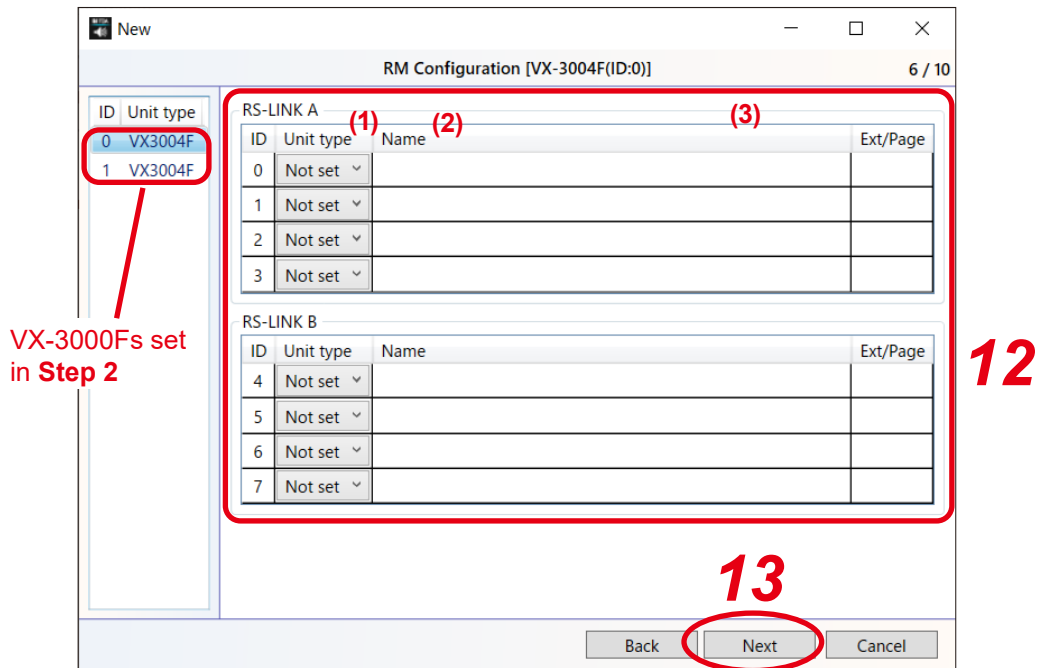 New
RM Configuration [VX-3004F(ID:0)] 6 / 10
ID Unit type
0 VX3004F
1 VX3004F
VX-3000Fs set
in Step 2
RS-LINK A
(1) (2) (3)
ID Unit type Name Ext/Page
0 Not set
1 Not set
2 Not set
3 Not set
RS-LINK B
ID Unit type Name Ext/Page
4 Not set
5 Not set
6 Not set
7 Not set
12
13
Back Next Cancel